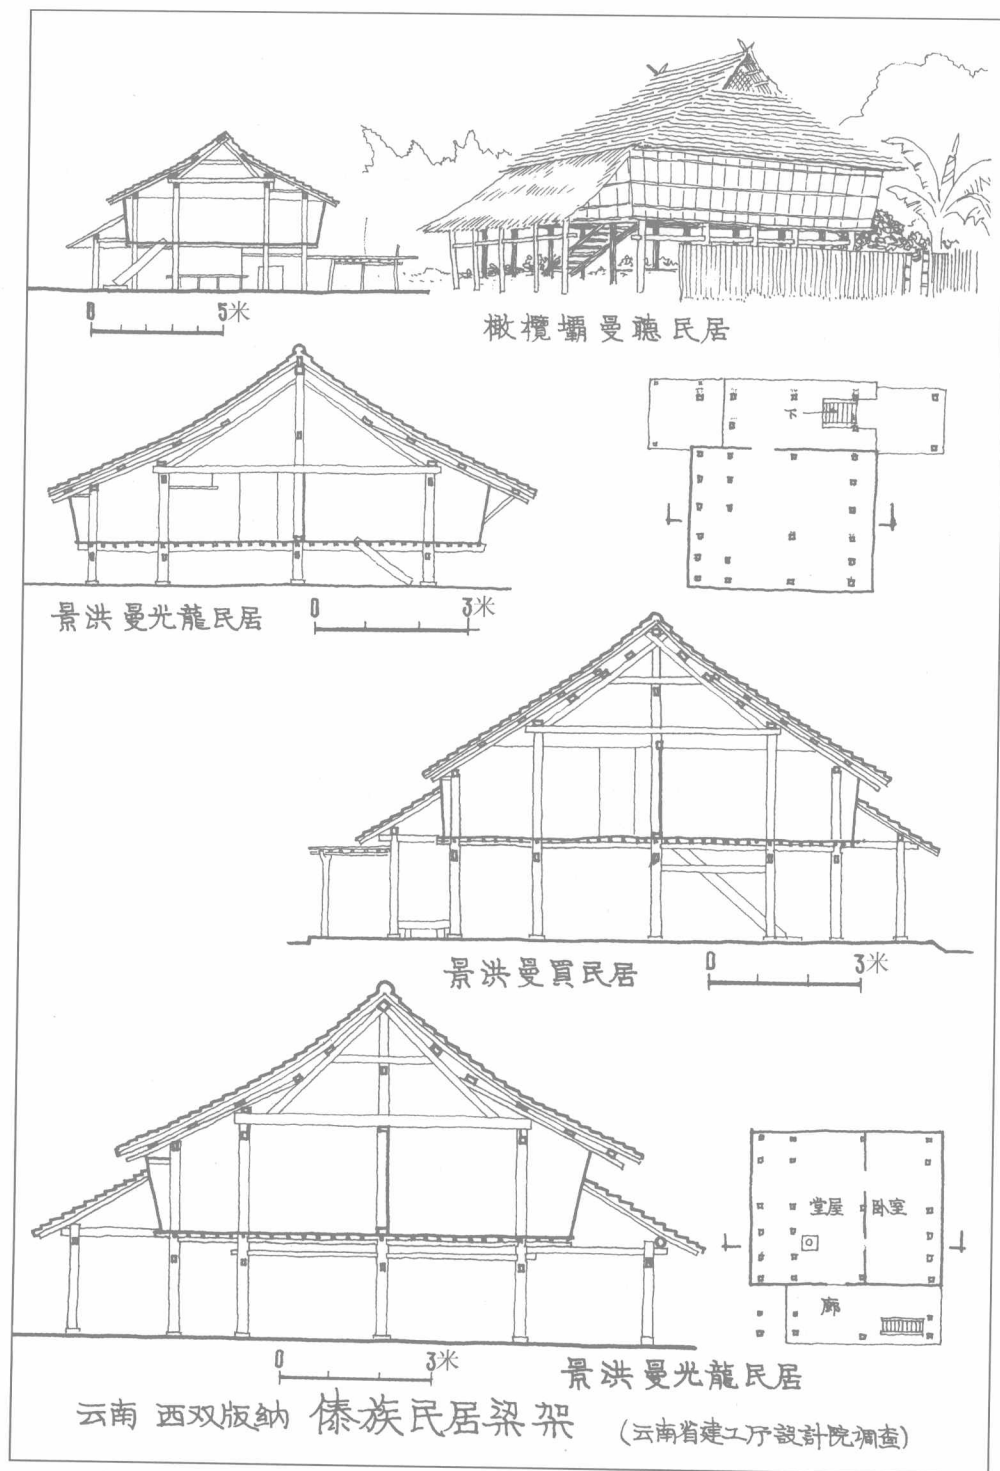 0 5米
橄欖壩曼聽民居
下
景洪曼光龍民居
0 3米
景洪曼買民居
0 3米
堂屋 卧室
廊
0 3米
景洪曼光龍民居
云南 西双版納 傣族民居梁架 (云南省建工厅設計院調查)